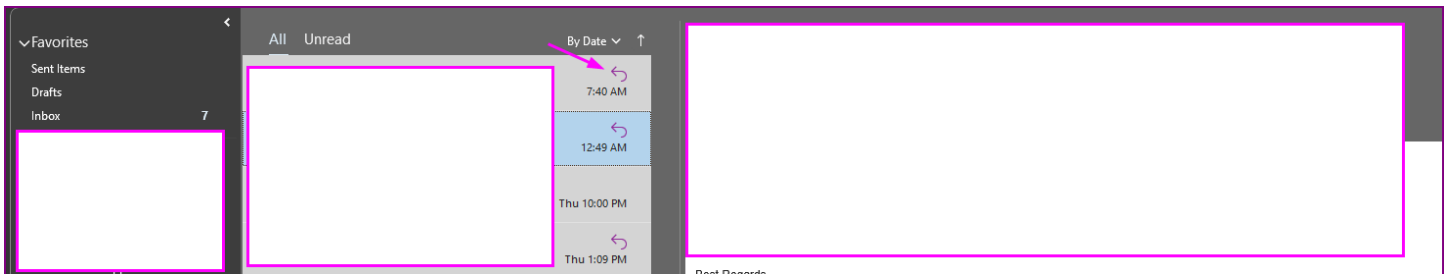 Favorites
Sent Items
Drafts
Inbox 7
All Unread By Date
7:40 AM
12:49 AM
Thu 10:00 PM
Thu 1:09 PM
Best Regards